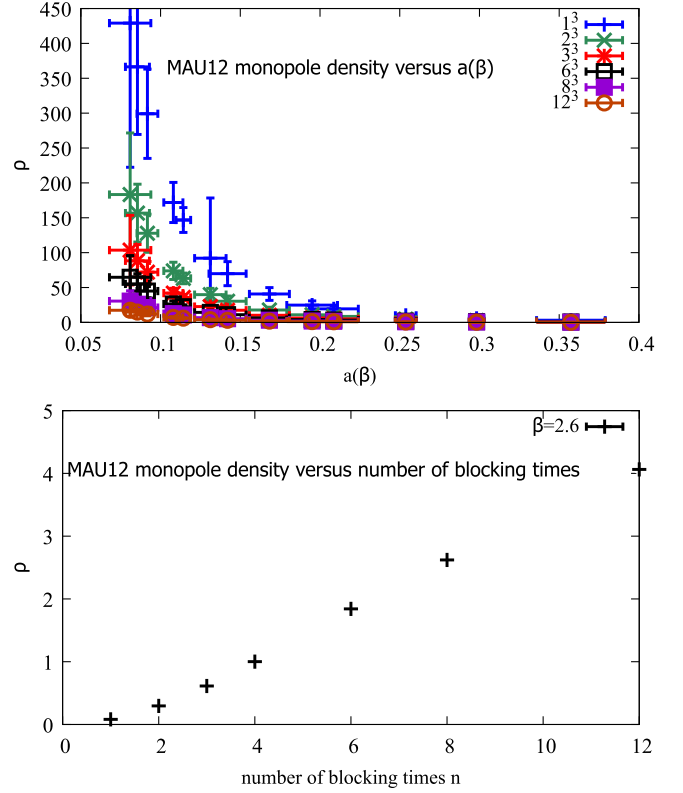 450
400
350
300
250
200
150
100
50
0
ρ
MAU12 monopole density versus a(β)
1³
2³
3³
6³
8³
12³
0.05 0.1 0.15 0.2 0.25 0.3 0.35 0.4
a(β)
5
4
3
2
1
0
ρ
β=2.6
MAU12 monopole density versus number of blocking times
0 2 4 6 8 10 12
number of blocking times n